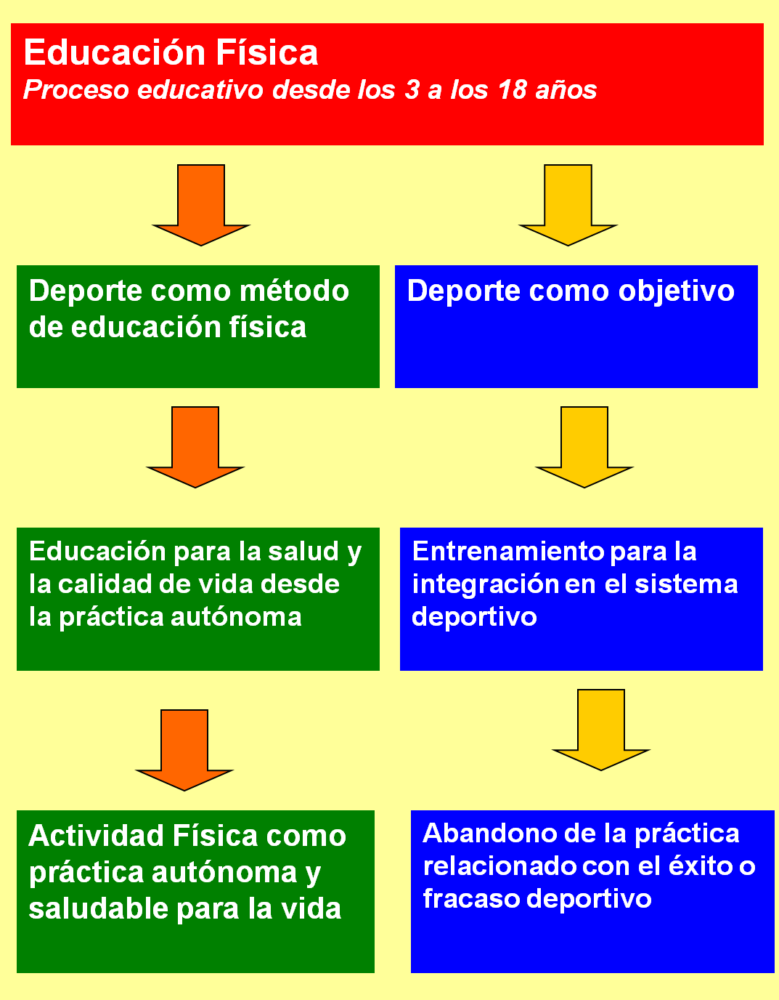 Educación Física
Proceso educativo desde los 3 a los 18 años
Deporte como método
de educación física
Deporte como objetivo
Educación para la salud y
la calidad de vida desde
la práctica autónoma
Entrenamiento para la
integración en el sistema
deportivo
Actividad Física como
práctica autónoma y
saludable para la vida
Abandono de la práctica
relacionado con el éxito o
fracaso deportivo